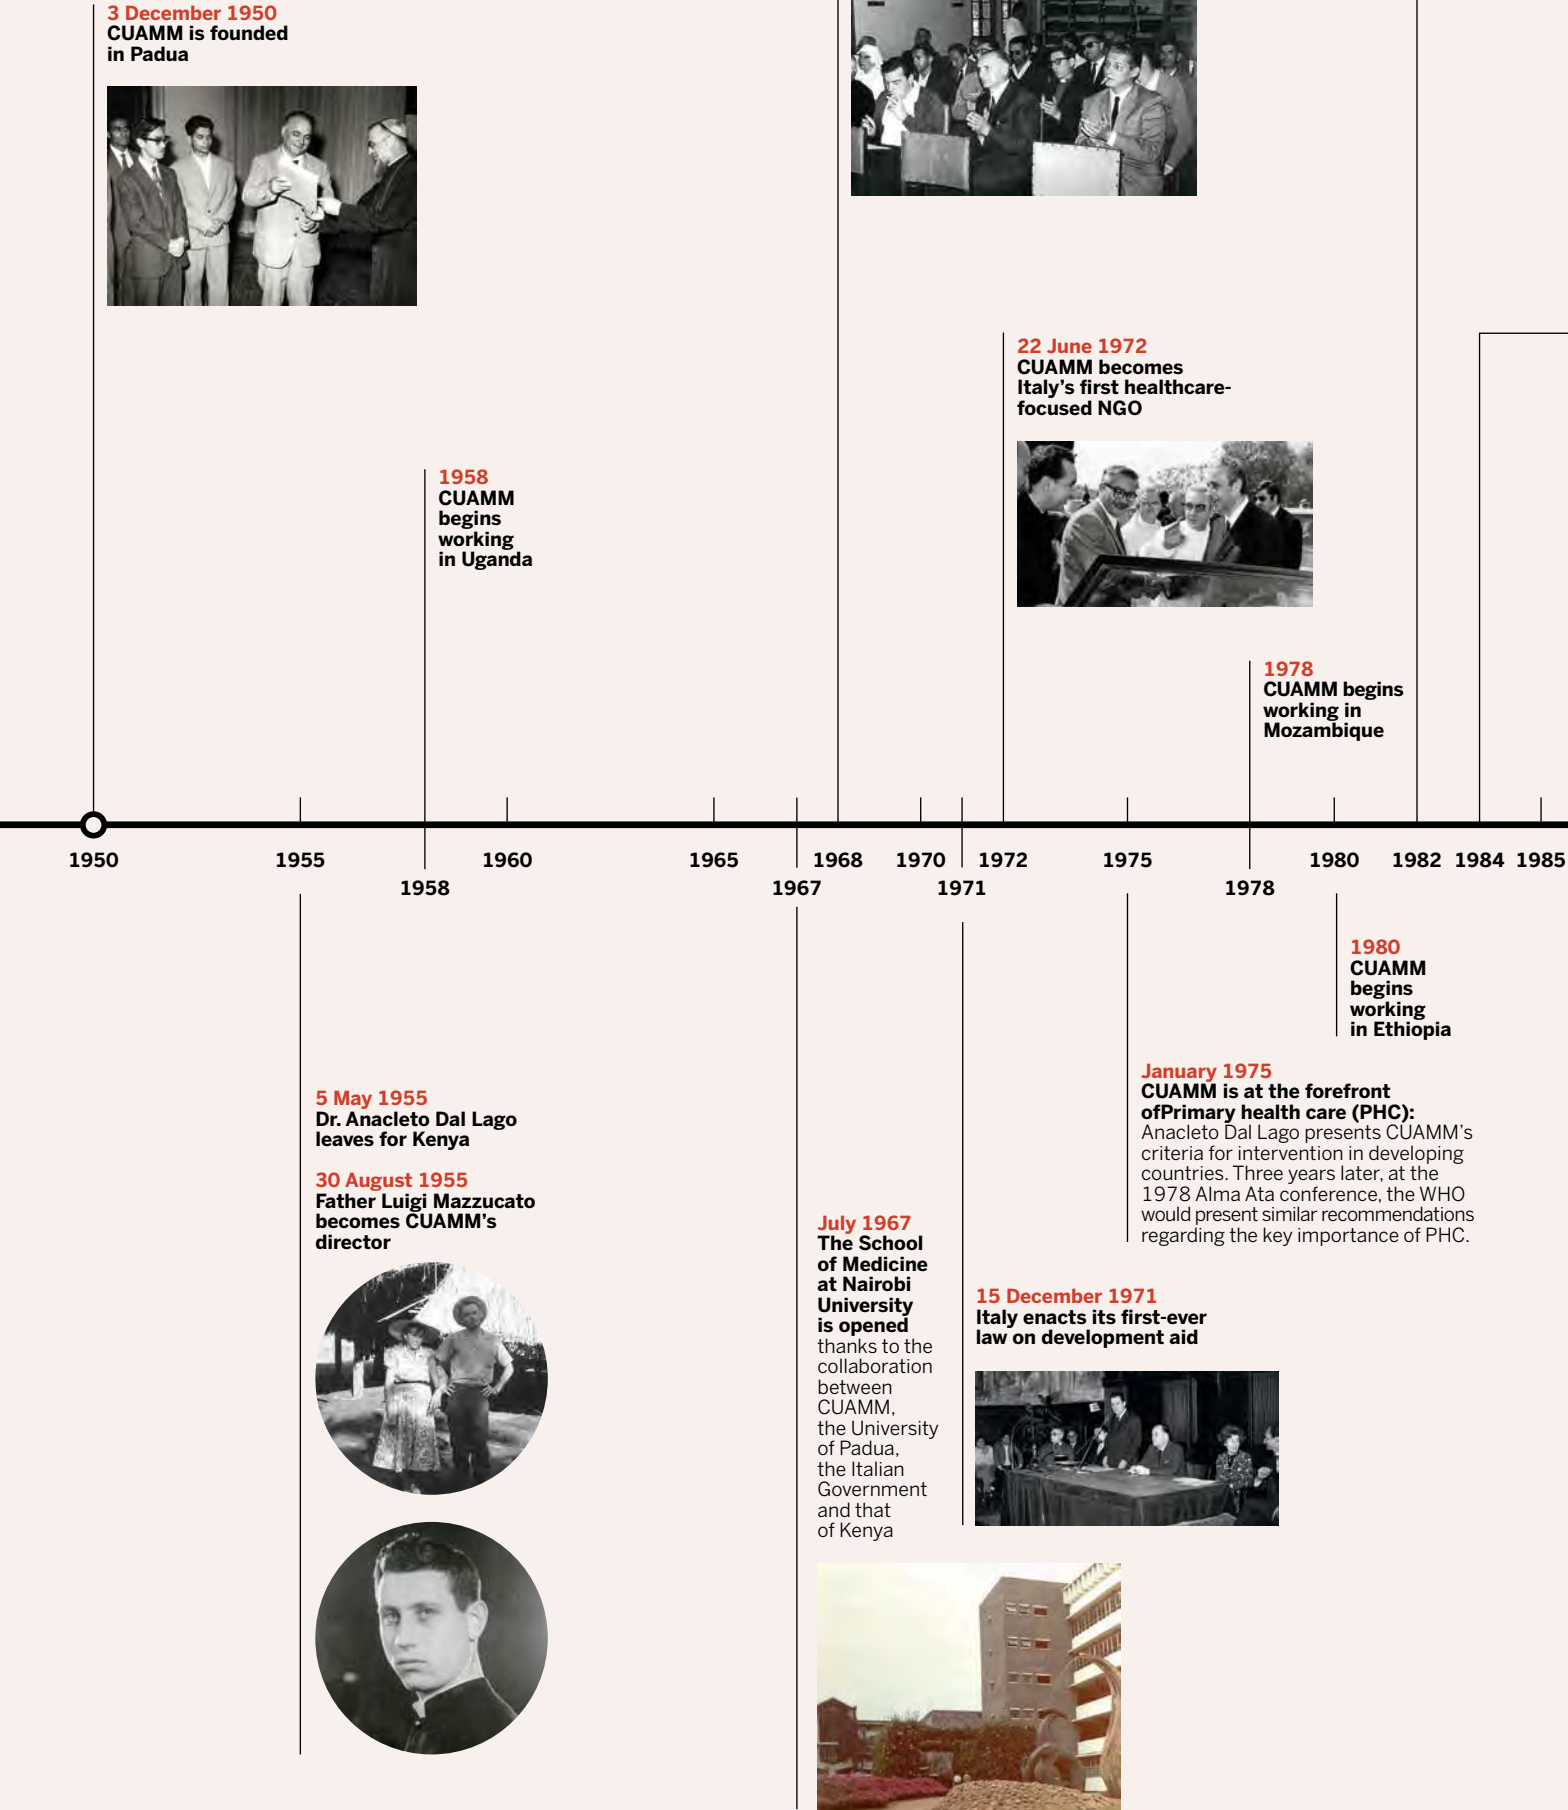 3 December 1950
CUAMM is founded
in Padua
22 June 1972
CUAMM becomes
Italy’s first healthcare-
focused NGO
1958
CUAMM
begins
working
in Uganda
1978
CUAMM begins
working in
Mozambique
1950
1955
1960
1965
1968
1970
1972
1975
1980
1982
1984
1985
1958
1967
1971
1978
1980
CUAMM
begins
working
in Ethiopia
5 May 1955
Dr. Anacleto Dal Lago
leaves for Kenya
30 August 1955
Father Luigi Mazzucato
becomes CUAMM’s
director
July 1967
The School
of Medicine
at Nairobi
University
is opened
thanks to the
collaboration
between
CUAMM,
the University
of Padua,
the Italian
Government
and that
of Kenya
January 1975
CUAMM is at the forefront
ofPrimary health care (PHC):
Anacleto Dal Lago presents CUAMM’s
criteria for intervention in developing
countries. Three years later, at the
1978 Alma Ata conference, the WHO
would present similar recommendations
regarding the key importance of PHC.
15 December 1971
Italy enacts its first-ever
law on development aid